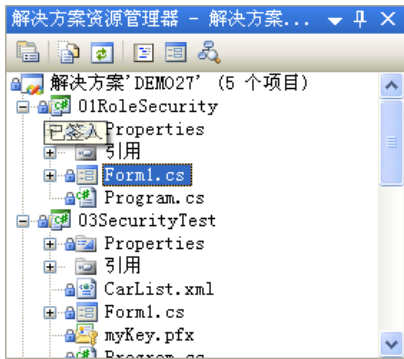 解决方案资源管理器 - 解决方案...
解决方案'DEMO27' (5 个项目)
01RoleSecurity
已签入 Properties
引用
Form1.cs
Program.cs
03SecurityTest
Properties
引用
CarList.xml
Form1.cs
myKey.pfx
Program.cs